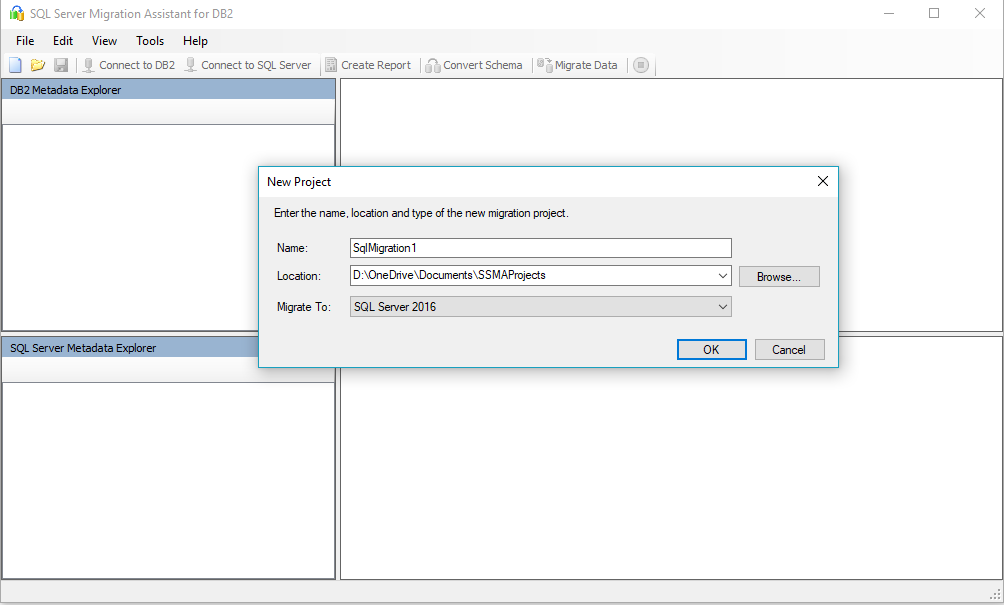 SQL Server Migration Assistant for DB2
File Edit View Tools Help
Connect to DB2 Connect to SQL Server Create Report Convert Schema Migrate Data
DB2 Metadata Explorer
New Project
Enter the name, location and type of the new migration project.
Name: SqlMigration1
Location: D:\OneDrive\Documents\SSMAProjects Browse...
Migrate To: SQL Server 2016
OK Cancel
SQL Server Metadata Explorer